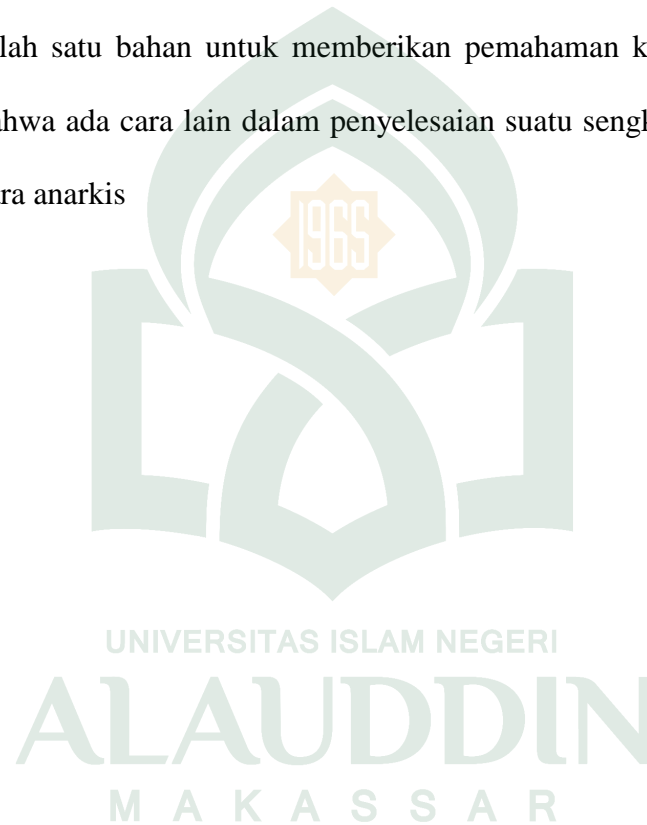 lah satu bahan untuk memberikan pemahaman k
ahwa ada cara lain dalam penyelesaian suatu sengk
ara anarkis
1965
UNIVERSITAS ISLAM NEGERI
ALAUDDIN
MAKASSAR